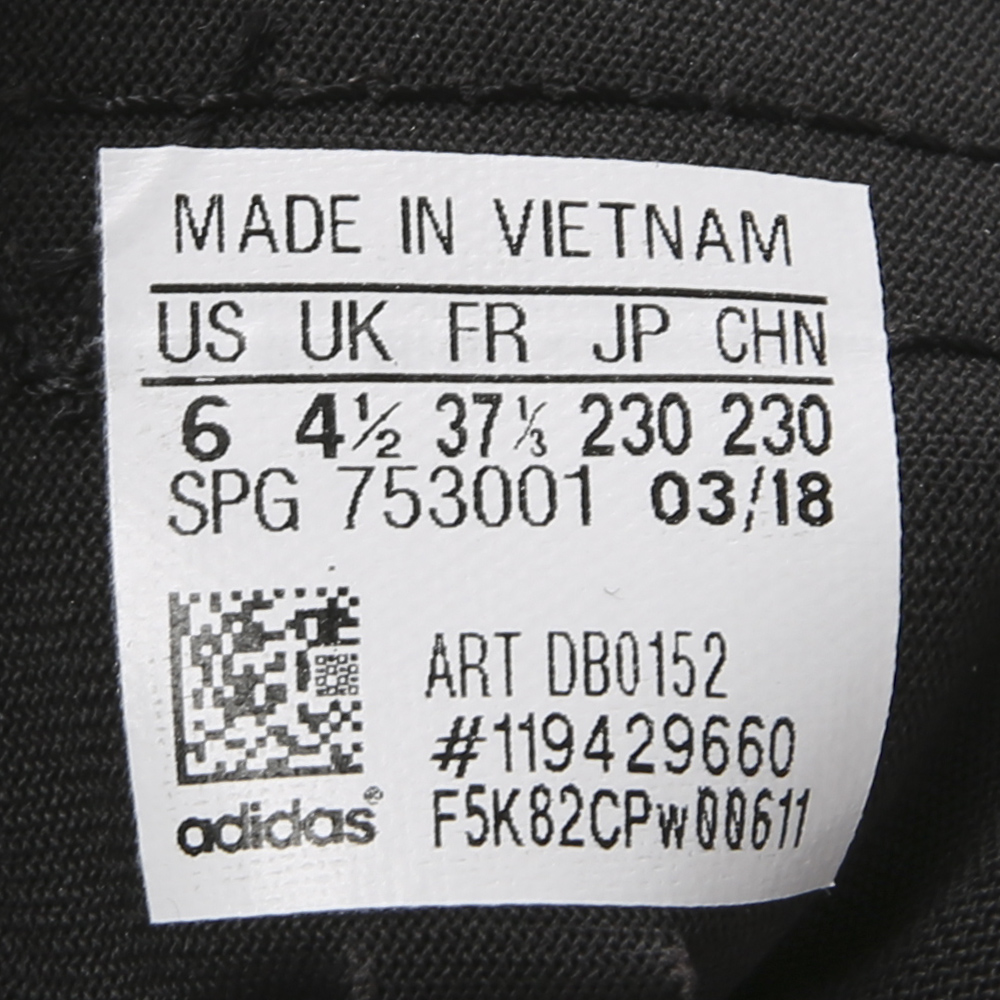 MADE IN VIETNAM
US UK FR JP CHN
6 4½ 37⅓ 230 230
SPG 753001 03/18
ART DB0152
#119429660
F5K82CPw00611
adidas®